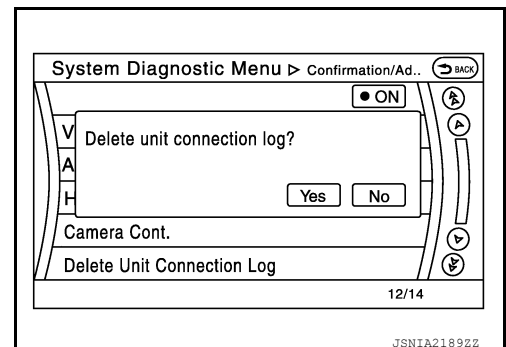 System Diagnostic Menu ▷ Confirmation/Ad.. BACK
● ON
V
Delete unit connection log?
A
H
Yes No
Camera Cont.
Delete Unit Connection Log
12/14
JSNIA2189ZZ